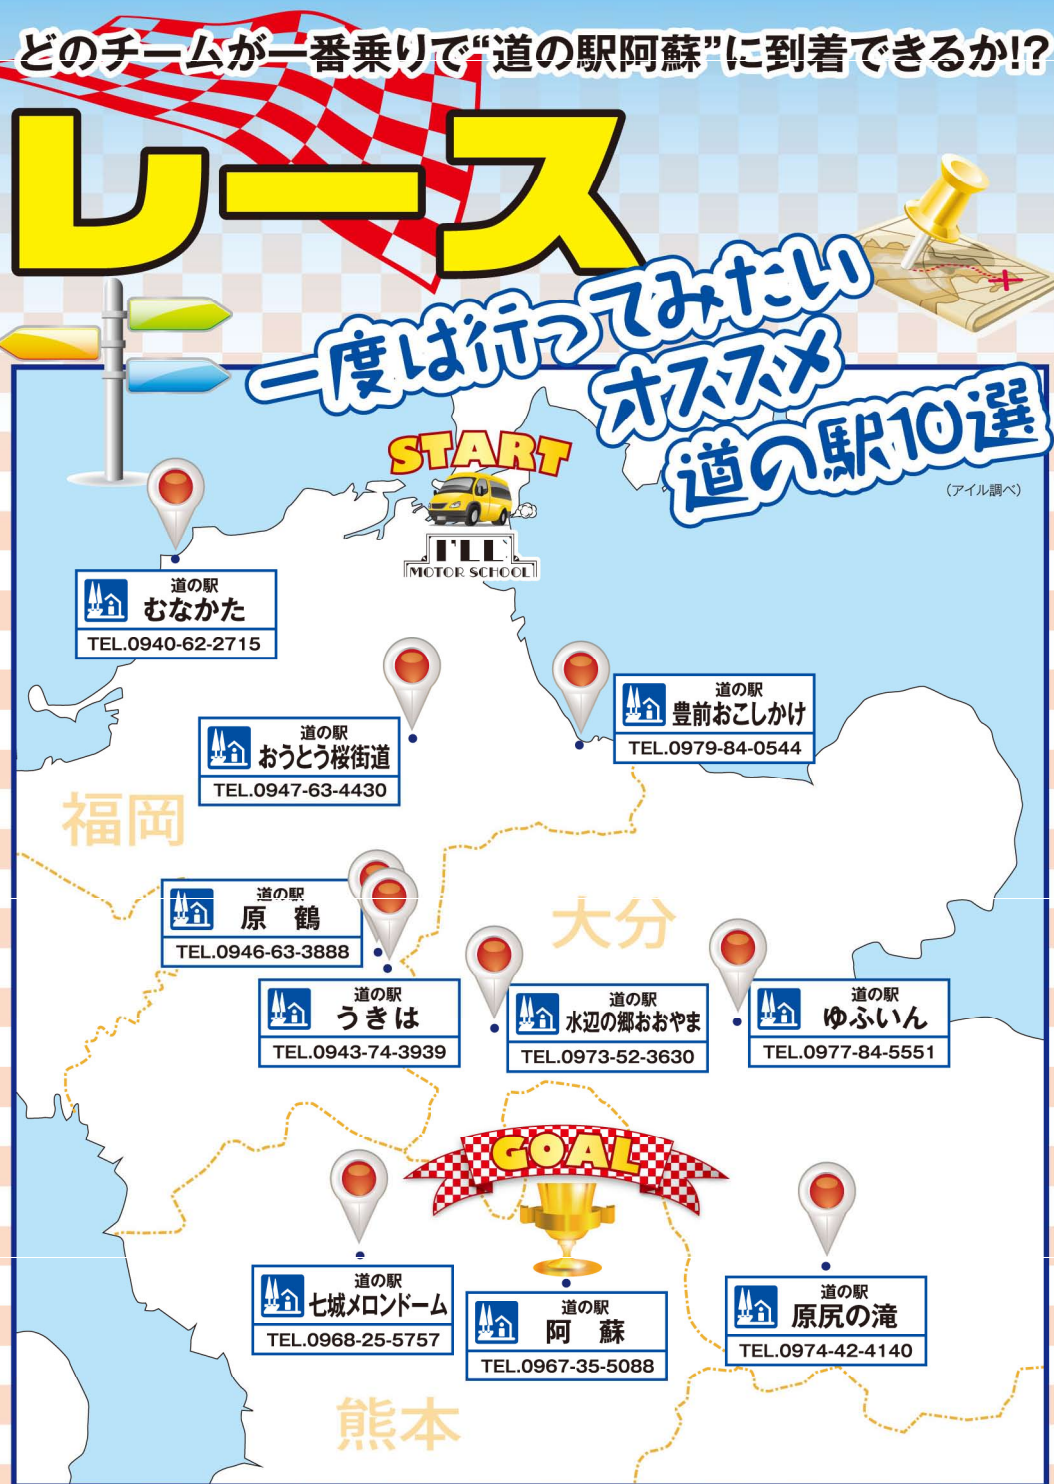 どのチームが一番乗りで“道の駅阿蘇”に到着できるか!?
レース
一度は行ってみたい
オススメ
道の駅10選
(アイル調べ)
START
I'LL
MOTOR SCHOOL
道の駅
むなかた
TEL.0940-62-2715
道の駅
おうとう桜街道
TEL.0947-63-4430
道の駅
豊前おこしかけ
TEL.0979-84-0544
福岡
大分
道の駅
原 鶴
TEL.0946-63-3888
道の駅
うきは
TEL.0943-74-3939
道の駅
水辺の郷おおやま
TEL.0973-52-3630
道の駅
ゆふいん
TEL.0977-84-5551
GOAL
道の駅
七城メロンドーム
TEL.0968-25-5757
道の駅
阿 蘇
TEL.0967-35-5088
道の駅
原尻の滝
TEL.0974-42-4140
熊本